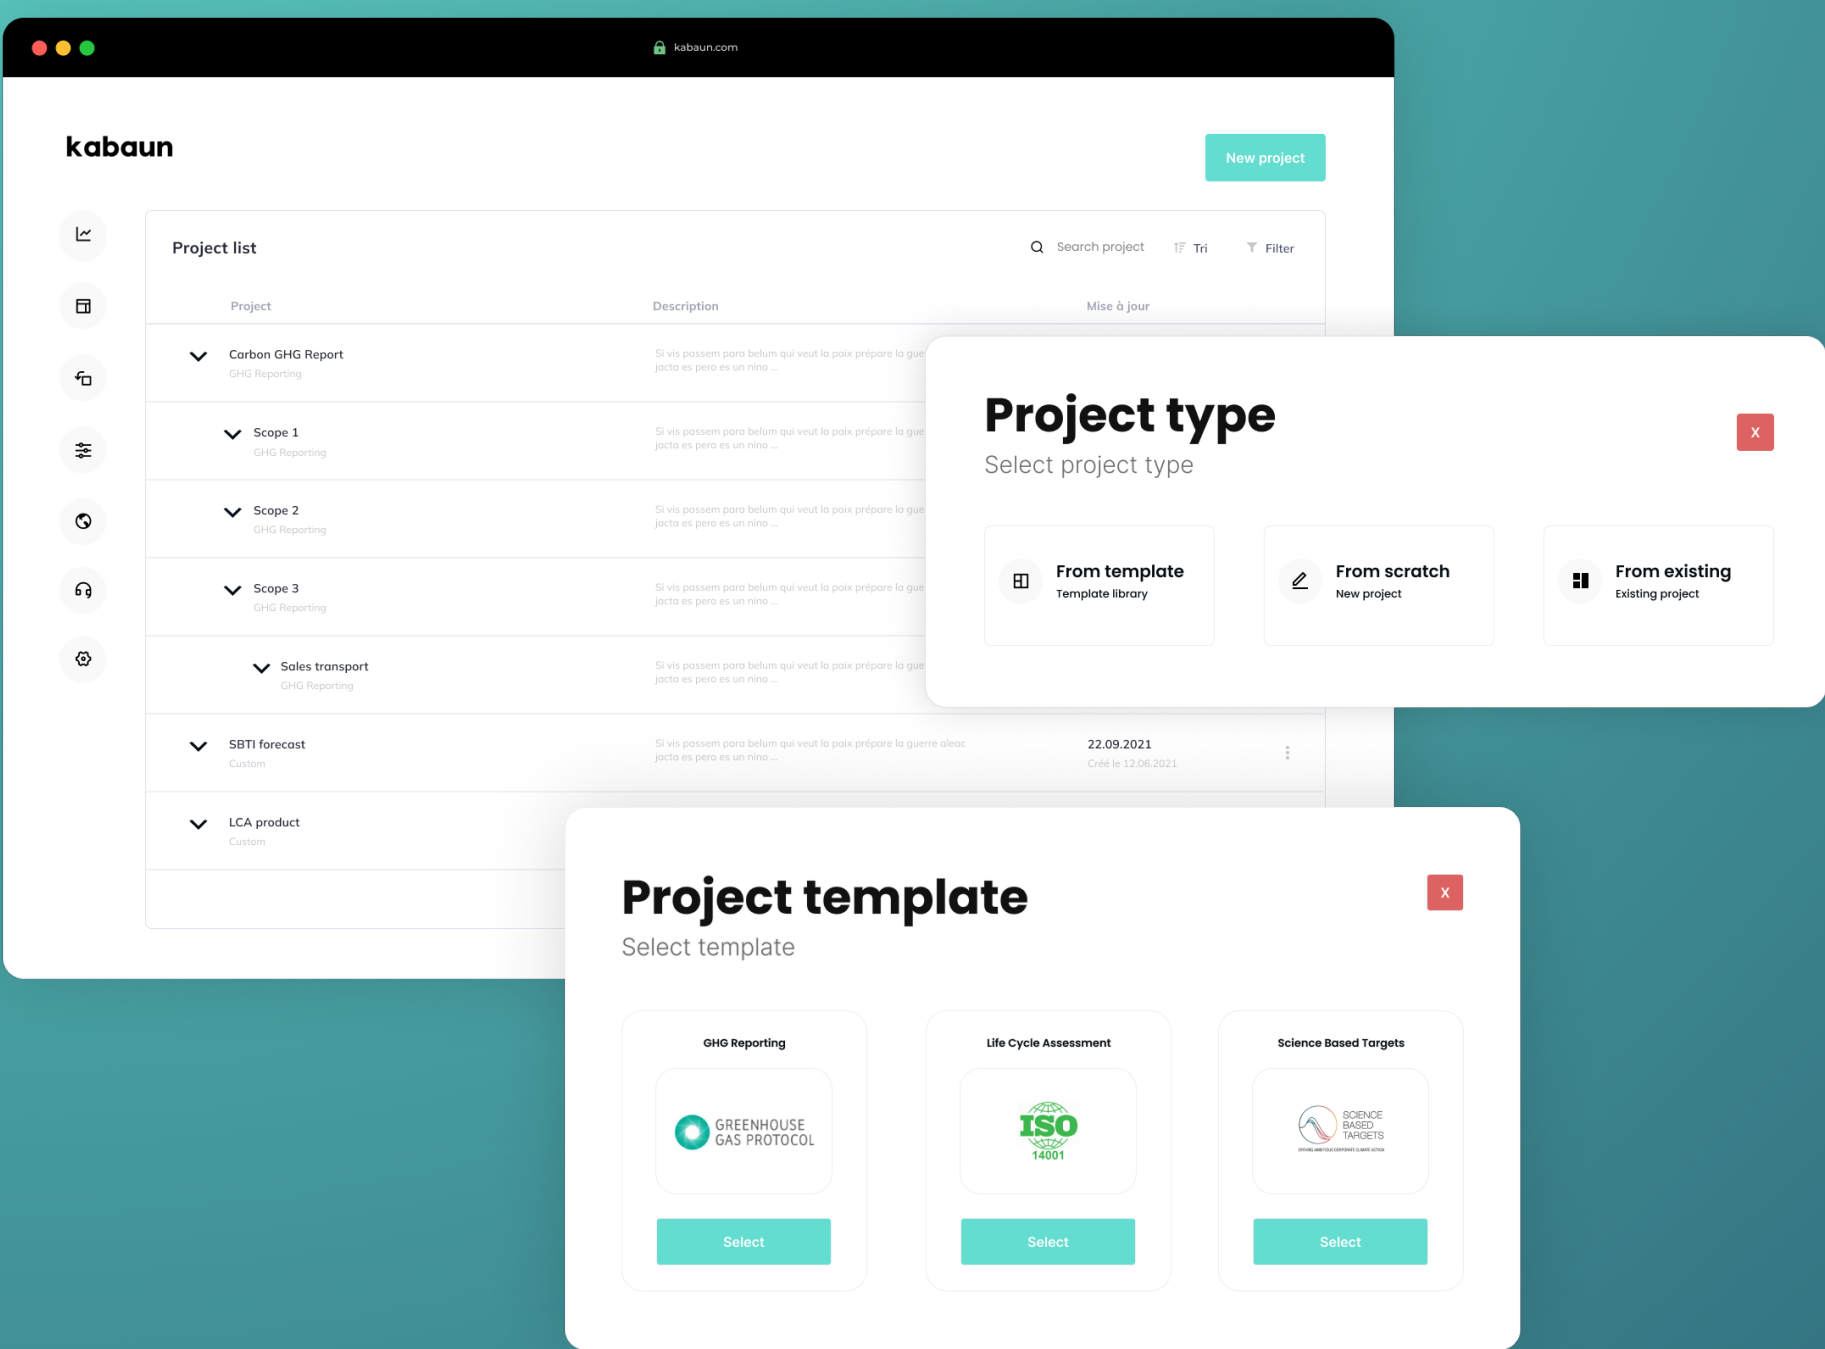 kabaun.com
kabaun
New project
Project list
Search project
Tri
Filter
Project
Description
Mise à jour
Carbon GHG Report
GHG Reporting
Si vis passem para belum qui veut la paix prépare la gue
jacta es pero es un nino ...
Scope 1
GHG Reporting
Si vis passem para belum qui veut la paix prépare la gue
jacta es pero es un nino ...
Scope 2
GHG Reporting
Si vis passem para belum qui veut la paix prépare la gue
jacta es pero es un nino ...
Scope 3
GHG Reporting
Si vis passem para belum qui veut la paix prépare la gue
jacta es pero es un nino ...
Sales transport
GHG Reporting
Si vis passem para belum qui veut la paix prépare la gue
jacta es pero es un nino ...
SBTI forecast
Custom
Si vis passem para belum qui veut la paix prépare la guerre aleac
jacta es pero es un nino ...
22.09.2021
Créé le 12.06.2021
LCA product
Custom
Project type
Select project type
X
From template
Template library
From scratch
New project
From existing
Existing project
Project template
Select template
X
GHG Reporting
GREENHOUSE
GAS PROTOCOL
Select
Life Cycle Assessment
ISO
14001
Select
Science Based Targets
SCIENCE
BASED
TARGETS
DRIVING AMBITIOUS CORPORATE CLIMATE ACTION
Select